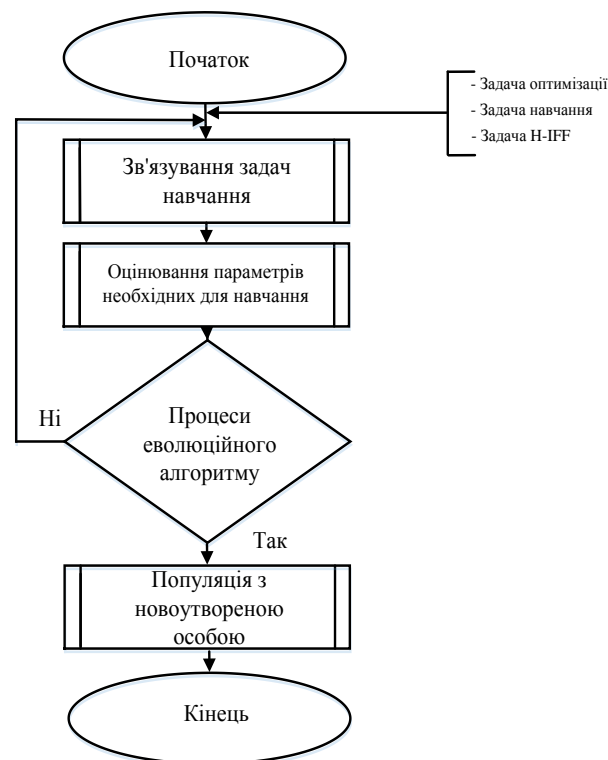 Початок
- Задача оптимізації
- Задача навчання
- Задача H-IFF
Зв'язування задач
навчання
Оцінювання параметрів
необхідних для навчання
Ні
Процеси
еволюційного
алгоритму
Так
Популяція з
новоутвореною
особою
Кінець